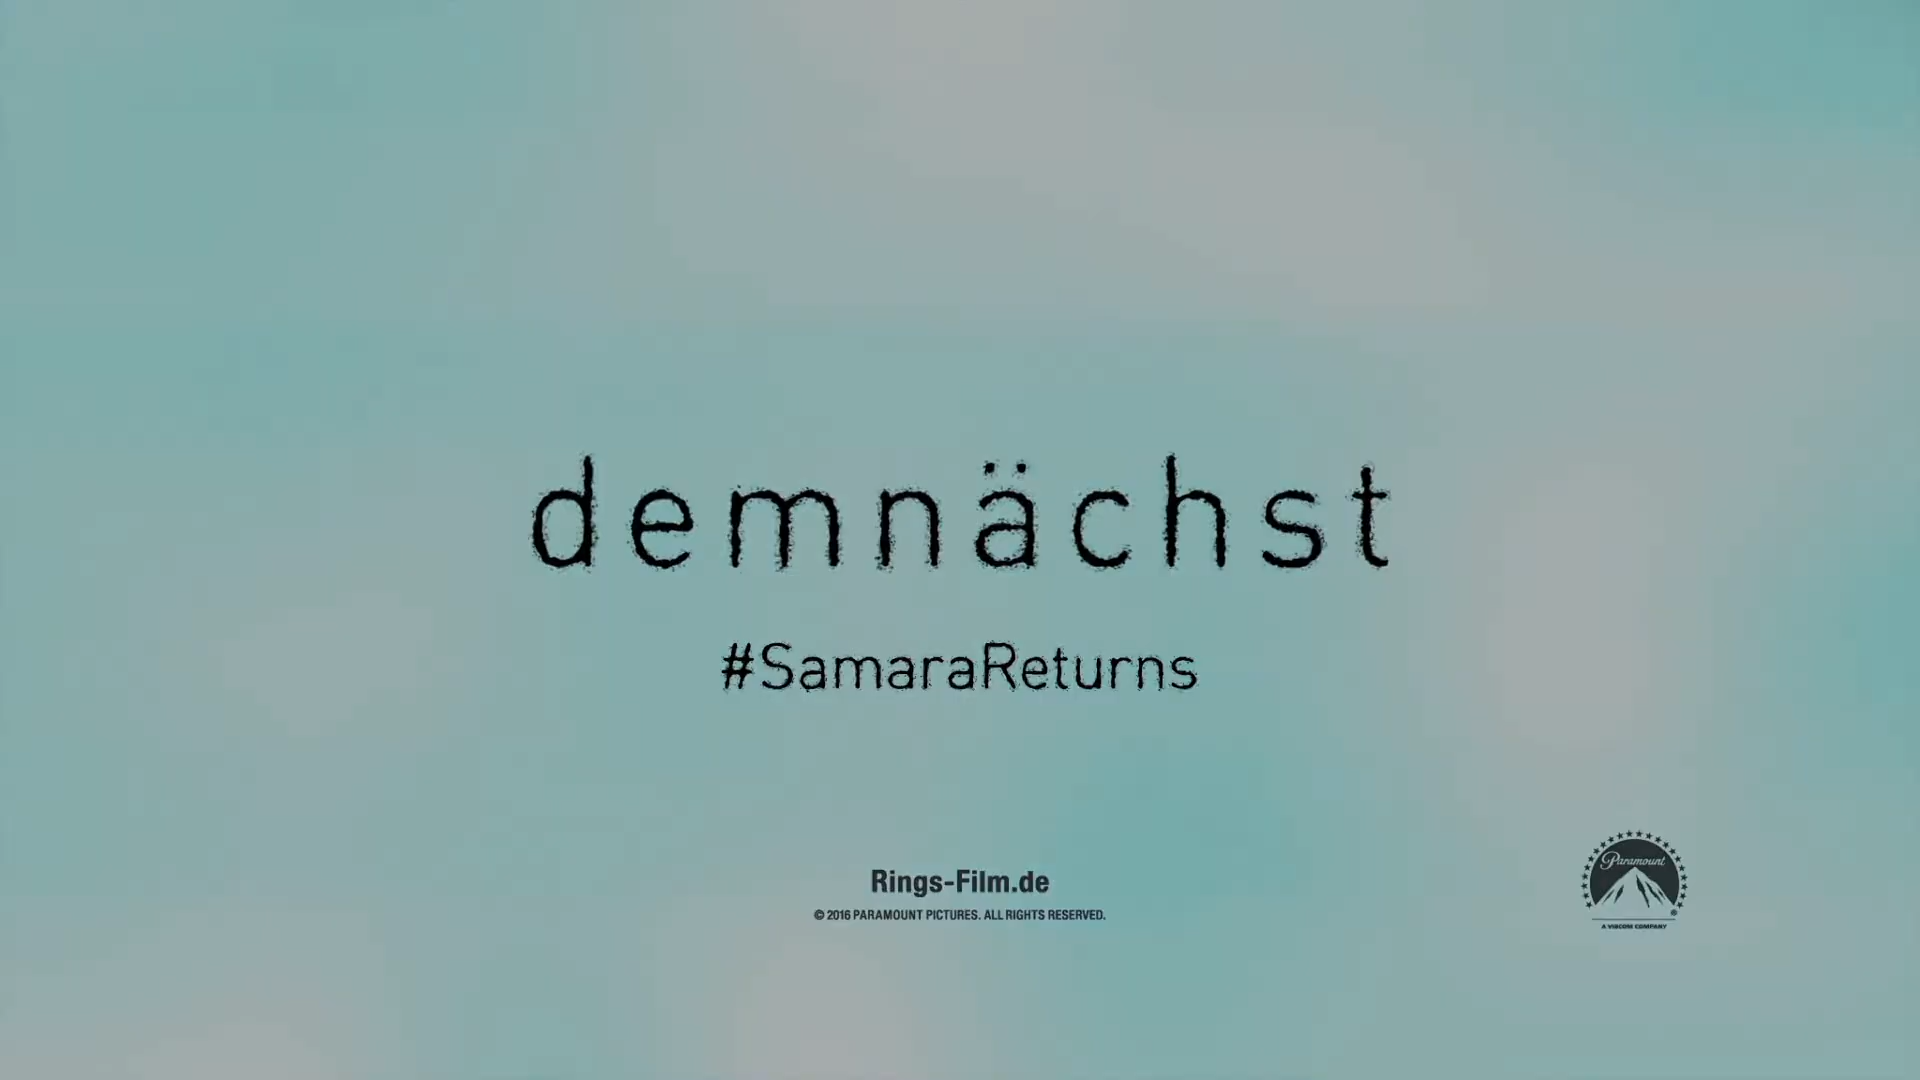 demnächst
#SamaraReturns
Rings-Film.de
© 2016 PARAMOUNT PICTURES. ALL RIGHTS RESERVED.
Paramount
®
A VIACOM COMPANY